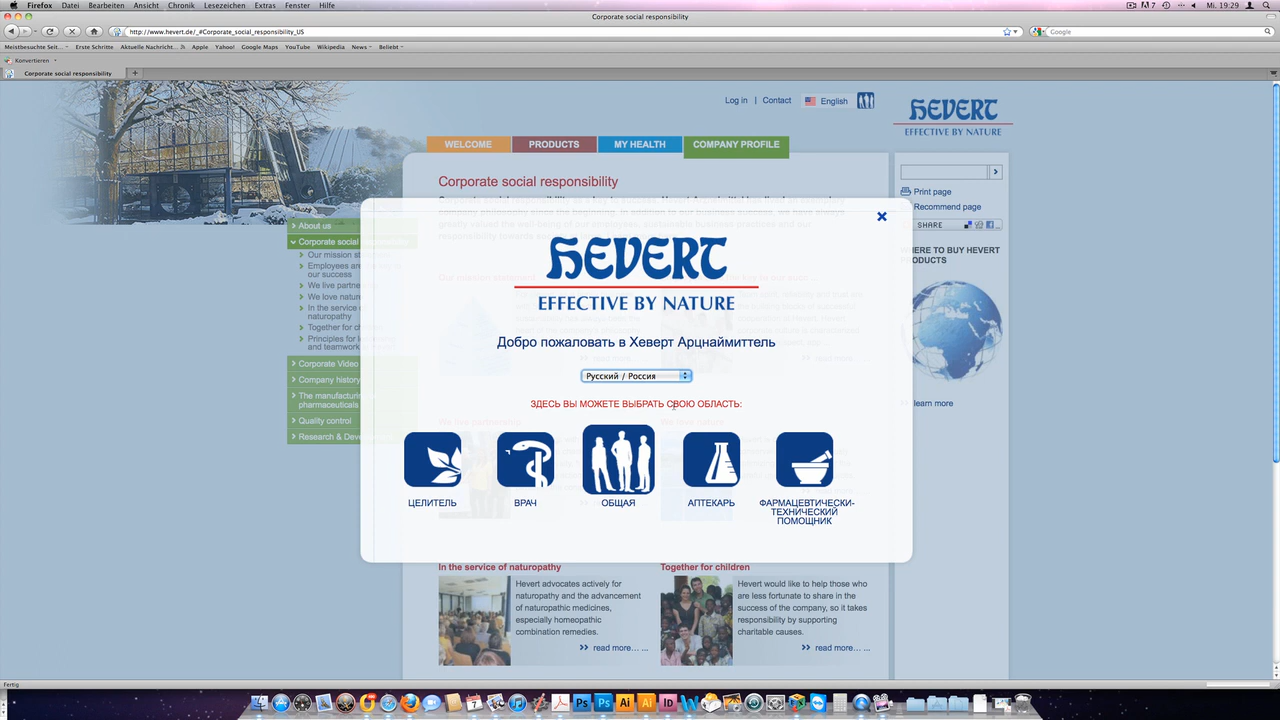 Firefox Datei Bearbeiten Ansicht Chronik Lesezeichen Extras Fenster Hilfe
7 Mi. 19:29
Corporate social responsibility
http://www.hevert.de/_#Corporate_social_responsibility_US
Google
Meistbesuchte Seit... Erste Schritte Aktuelle Nachricht... Apple Yahoo! Google Maps YouTube Wikipedia News Beliebt
Konvertieren
Corporate social responsibility
Log in | Contact English
HEVERT
EFFECTIVE BY NATURE
WELCOME PRODUCTS MY HEALTH COMPANY PROFILE
Corporate social responsibility
Print page
Recommend page
SHARE
WHERE TO BUY HEVERT
PRODUCTS
learn more
About us
Corporate social
Our mission
Employees are
our success
We live
We love nature
In the service of
naturopathy
Together for
Principles for
and teamwork
Corporate Video
Company history
The manufacturing
pharmaceuticals
Quality control
Research &
HEVERT
EFFECTIVE BY NATURE
Добро пожаловать в Хеверт Арцнаймиттель
Русский / Россия
ЗДЕСЬ ВЫ МОЖЕТЕ ВЫБРАТЬ СВОЮ ОБЛАСТЬ:
ЦЕЛИТЕЛЬ
ВРАЧ
ОБЩАЯ
АПТЕКАРЬ
ФАРМАЦЕВТИЧЕСКИ-
ТЕХНИЧЕСКИЙ
ПОМОЩНИК
In the service of naturopathy
Hevert advocates actively for
naturopathy and the advancement
of naturopathic medicines,
especially homeopathic
combination remedies.
read more... ...
Together for children
Hevert would like to help those who
are less fortunate to share in the
success of the company, so it takes
responsibility by supporting
charitable causes.
read more... ...
Fertig